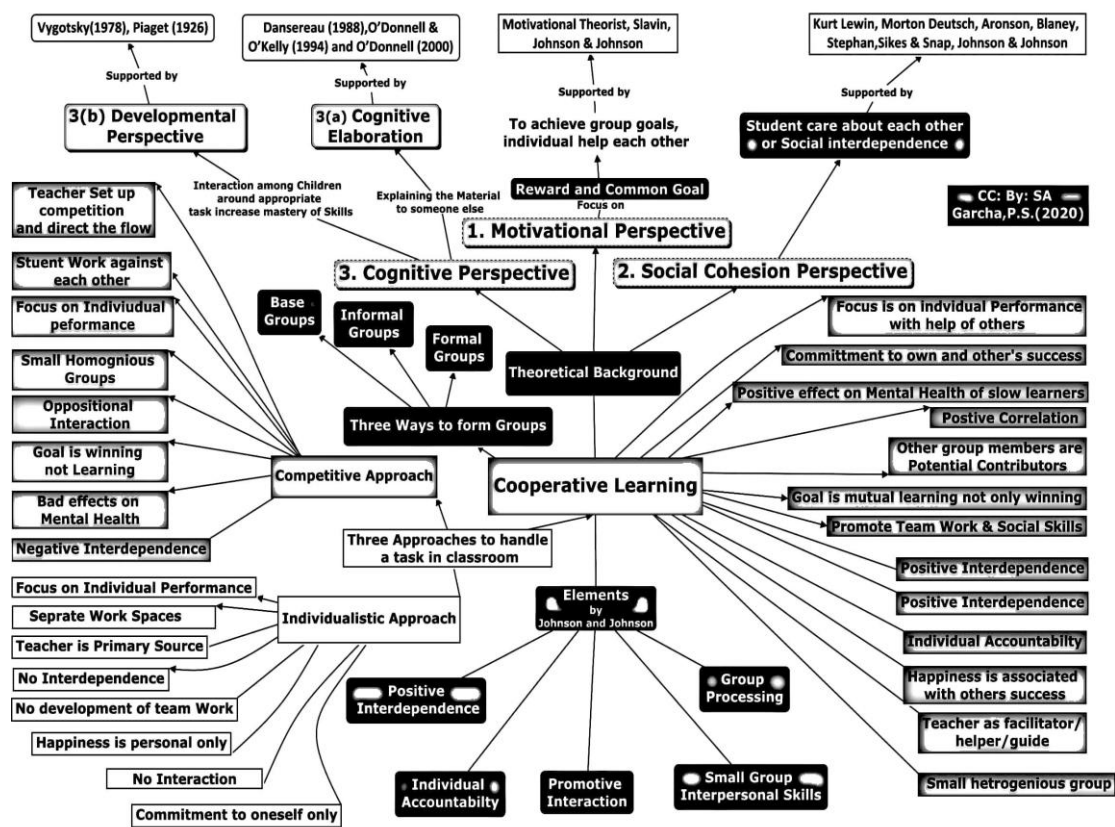 Vygotsky(1978), Piaget (1926)
Dansereau (1988),O'Donnell &
O'Kelly (1994) and O'Donnell (2000)
Motivational Theorist, Slavin,
Johnson & Johnson
Kurt Lewin, Morton Deutsch, Aronson, Blaney,
Stephan,Sikes & Snap, Johnson & Johnson
Supported by
Supported by
Supported by
Supported by
3(b) Developmental
Perspective
3(a) Cognitive
Elaboration
To achieve group goals,
individual help each other
Student care about each other
or Social interdependence
Interaction among Children
around appropriate
task increase mastery of Skills
Explaining the Material
to someone else
Reward and Common Goal
Focus on
CC: By: SA
Garcha,P.S.(2020)
1. Motivational Perspective
3. Cognitive Perspective
2. Social Cohesion Perspective
Teacher Set up
competition
and direct the flow
Stuent Work against
each other
Focus on Indiviudual
peformance
Small Homognious
Groups
Oppositional
Interaction
Goal is winning
not Learning
Bad effects on
Mental Health
Negative Interdependence
Base
Groups
Informal
Groups
Formal
Groups
Theoretical Background
Three Ways to form Groups
Competitive Approach
Cooperative Learning
Three Approaches to handle
a task in classroom
Focus is on indvidual Performance
with help of others
Committment to own and other's success
Positive effect on Mental Health of slow learners
Postive Correlation
Other group members are
Potential Contributors
Goal is mutual learning not only winning
Promote Team Work & Social Skills
Positive Interdependence
Positive Interdependence
Individual Accountabilty
Happiness is associated
with others success
Teacher as facilitator/
helper/guide
Small hetrogenious group
Focus on Individual Performance
Seprate Work Spaces
Teacher is Primary Source
No Interdependence
No development of team Work
Happiness is personal only
No Interaction
Commitment to oneself only
Individualistic Approach
Elements
by
Johnson and Johnson
Positive
Interdependence
Group
Processing
Individual
Accountabilty
Promotive
Interaction
Small Group
Interpersonal Skills